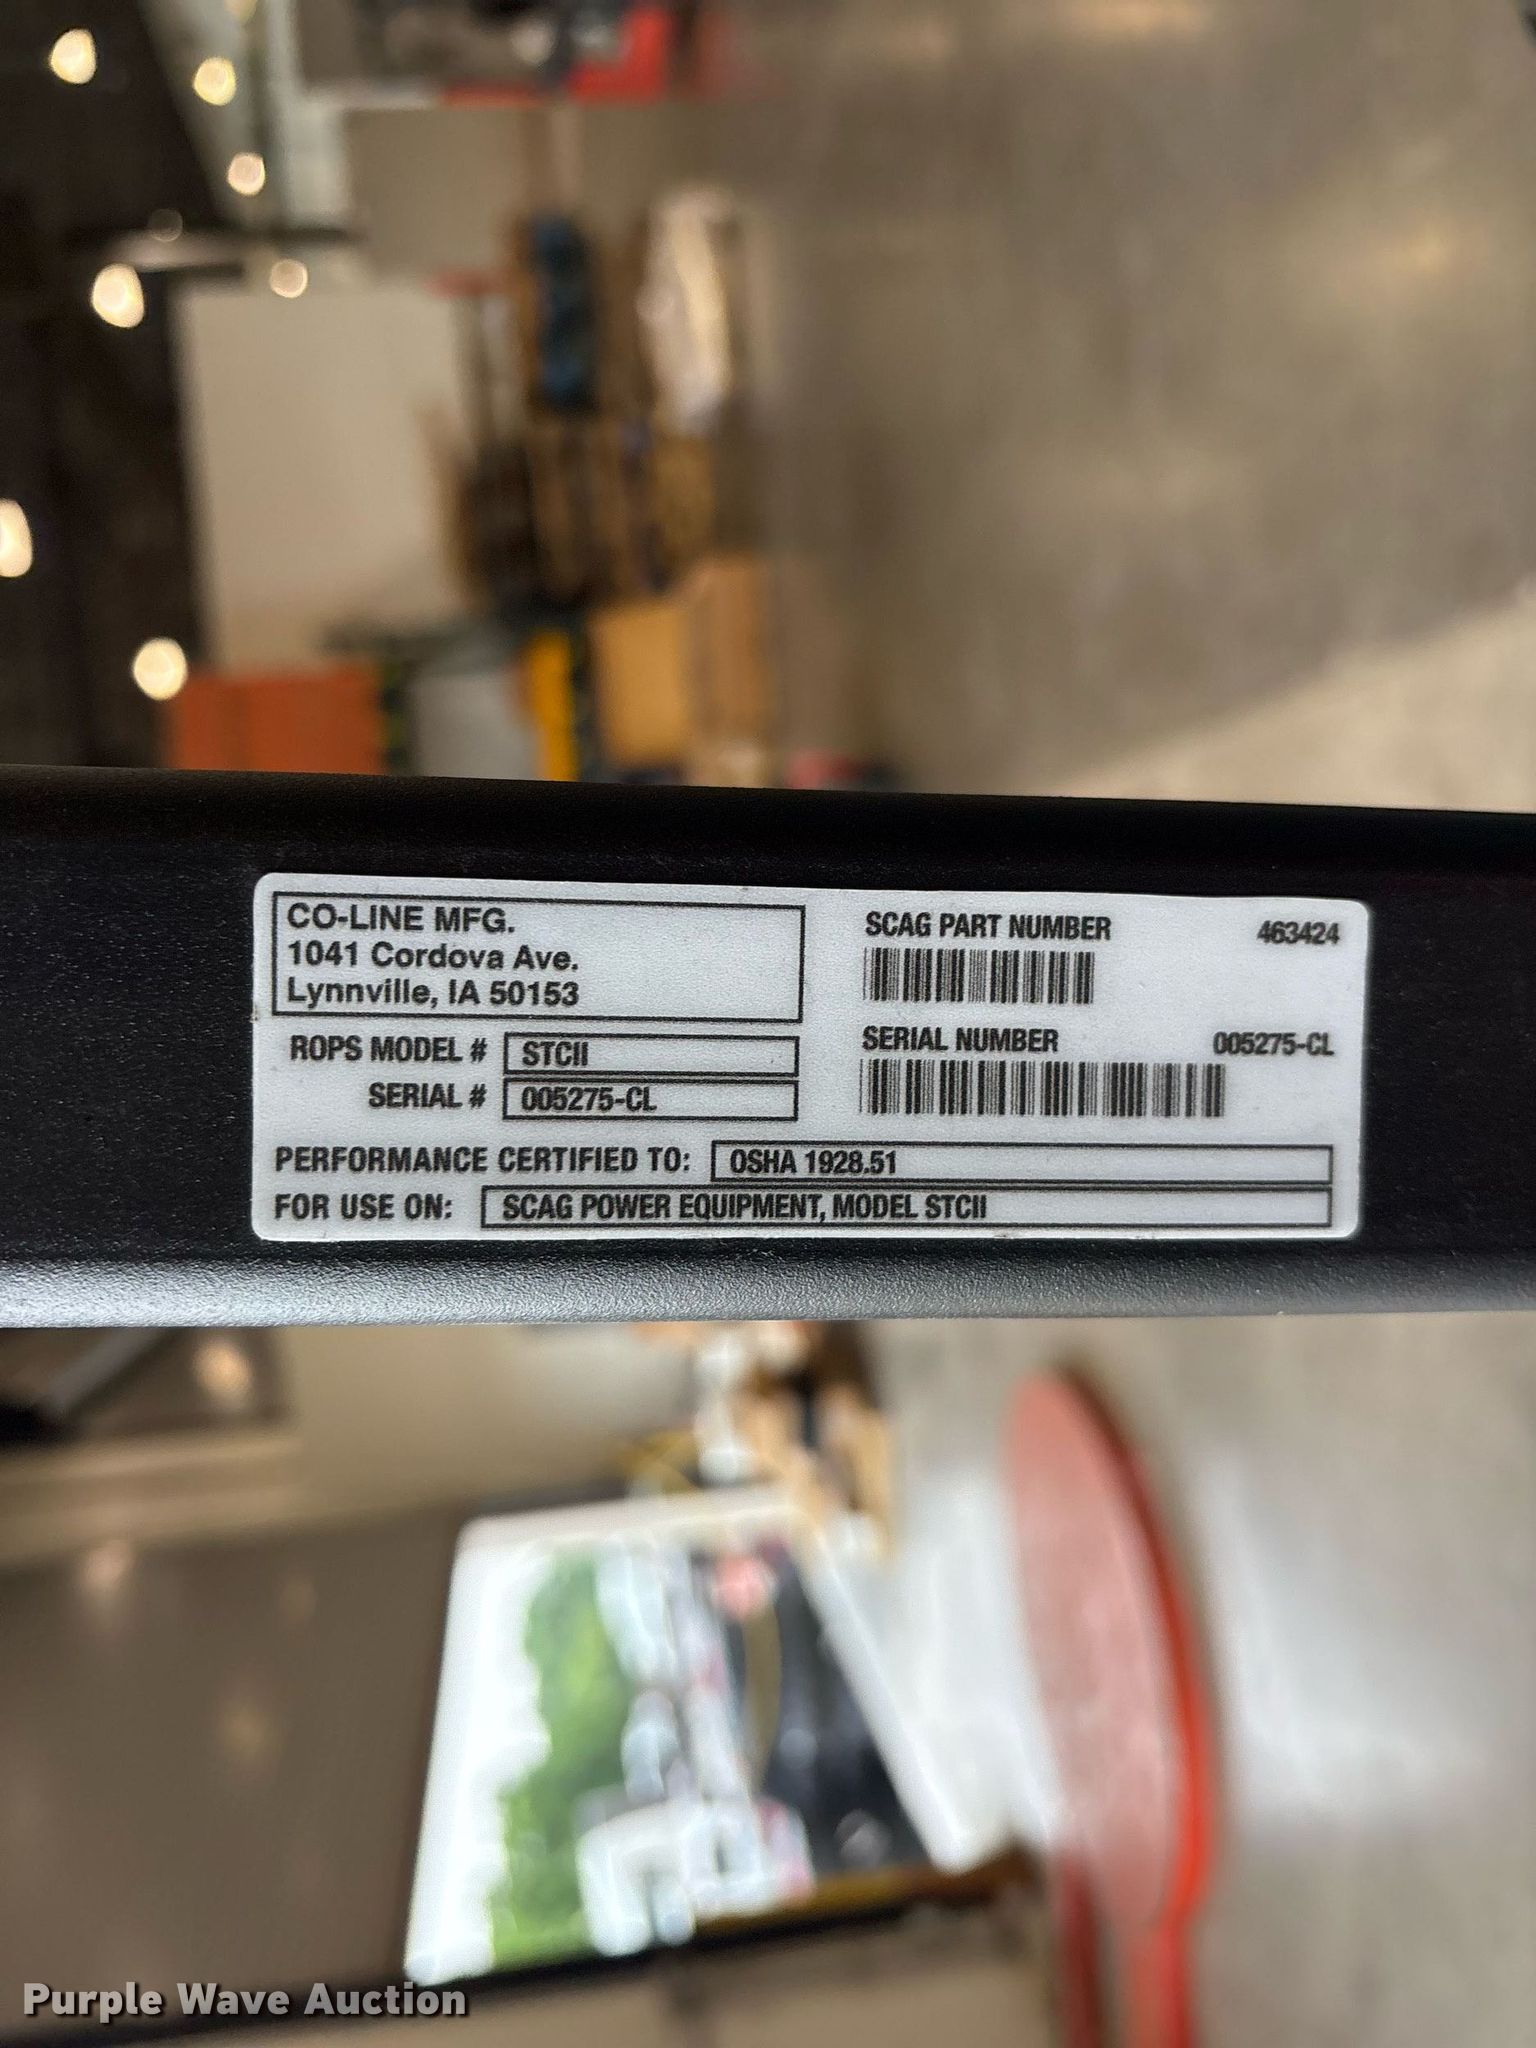 CO-LINE MFG.
1041 Cordova Ave.
Lynnville, IA 50153
ROPS MODEL # STCII
SERIAL # 005275-CL
SCAG PART NUMBER 463424
SERIAL NUMBER 005275-CL
PERFORMANCE CERTIFIED TO: OSHA 1928.51
FOR USE ON: SCAG POWER EQUIPMENT, MODEL STCII
Purple Wave Auction